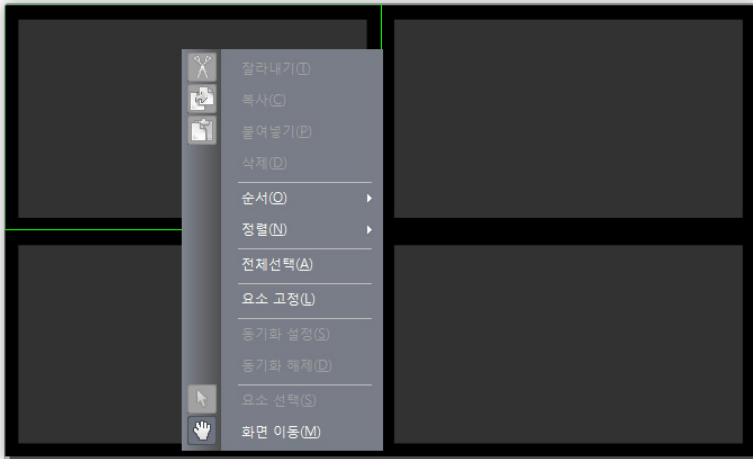 잘라내기(T)
복사(C)
붙여넣기(P)
삭제(D)
순서(O)
정렬(N)
전체선택(A)
요소 고정(L)
동기화 설정(S)
동기화 해제(D)
요소 선택(S)
화면 이동(M)